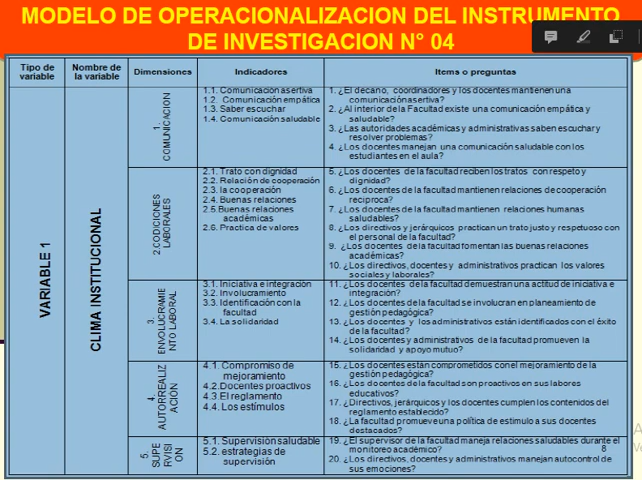 MODELO DE OPERACIONALIZACION DEL INSTRUMENTO
DE INVESTIGACION N° 04
Tipo de variable
Nombre de la variable
Dimensiones
Indicadores
Items o preguntas
VARIABLE 1
CLIMA INSTITUCIONAL
1.
COMUNICACION
1.1. Comunicación asertiva
1.2. Comunicación empática
1.3. Saber escuchar
1.4. Comunicación saludable
1. ¿El decano, coordinadores y los docentes mantienen una
comunicación asertiva?
2. ¿Al interior de la Facultad existe una comunicación empática y
saludable?
3. ¿Las autoridades académicas y administrativas saben escuchar y
resolver problemas?
4. ¿Los docentes manejan una comunicación saludable con los
estudiantes en el aula?
2.CODICIONES
LABORALES
2.1. Trato con dignidad
2.2. Relación de cooperación
2.3. la cooperación
2.4. Buenas relaciones
2.5.Buenas relaciones
académicas
2.6. Practica de valores
5. ¿Los docentes de la facultad reciben los tratos con respeto y
dignidad?
6. ¿Los docentes de la facultad mantienen relaciones de cooperación
reciproca?
7. ¿Los docentes de la facultad mantienen relaciones humanas
saludables?
8. ¿Los directivos y jerárquicos practican un trato justo y respetuoso con
el personal de la facultad?
9. ¿Los docentes de la facultad fomentan las buenas relaciones
académicas?
10. ¿Los directivos, docentes y administrativos practican los valores
sociales y laborales?
3.
ENVOLUCRAMIE
NTO LABORAL
3.1. Iniciativa e integración
3.2. Involucramiento
3.3. Identificación con la
facultad
3.4. La solidaridad
11. ¿Los docentes de la facultad demuestran una actitud de iniciativa e
integración?
12. ¿Los docentes de la facultad se involucran en planeamiento de
gestión pedagógica?
13. ¿Los docentes y los administrativos están identificados con el éxito
de la facultad?
14. ¿Los docentes y administrativos de la facultad promueven la
solidaridad y apoyo mutuo?
4.
AUTORREALIZ
ACIÓN
4.1. Compromiso de
mejoramiento
4.2.Docentes proactivos
4.3.El reglamento
4.4. Los estímulos
15. ¿Los docentes están comprometidos con el mejoramiento de la
gestión pedagógica?
16. ¿Los docentes de la facultad son proactivos en sus labores
educativos?
17. ¿Directivos, jerárquicos y los docentes cumplen los contenidos del
reglamento establecido?
18. ¿La facultad promueve una política de estimulo a sus docentes
destacados?
5.
SUPE
RVISI
ON
5.1. Supervisión saludable
5.2. estrategias de
supervisión
19. ¿El supervisor de la facultad maneja relaciones saludables durante el
monitoreo académico?
20. ¿Los directivos, docentes y administrativos manejan autocontrol de
sus emociones?
8